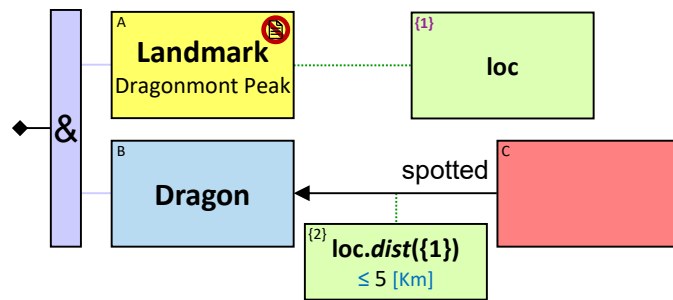 A
Landmark
Dragonmont Peak
{1}
loc
&
B
Dragon
spotted
C
{2}
loc.dist({1})
≤ 5 [Km]